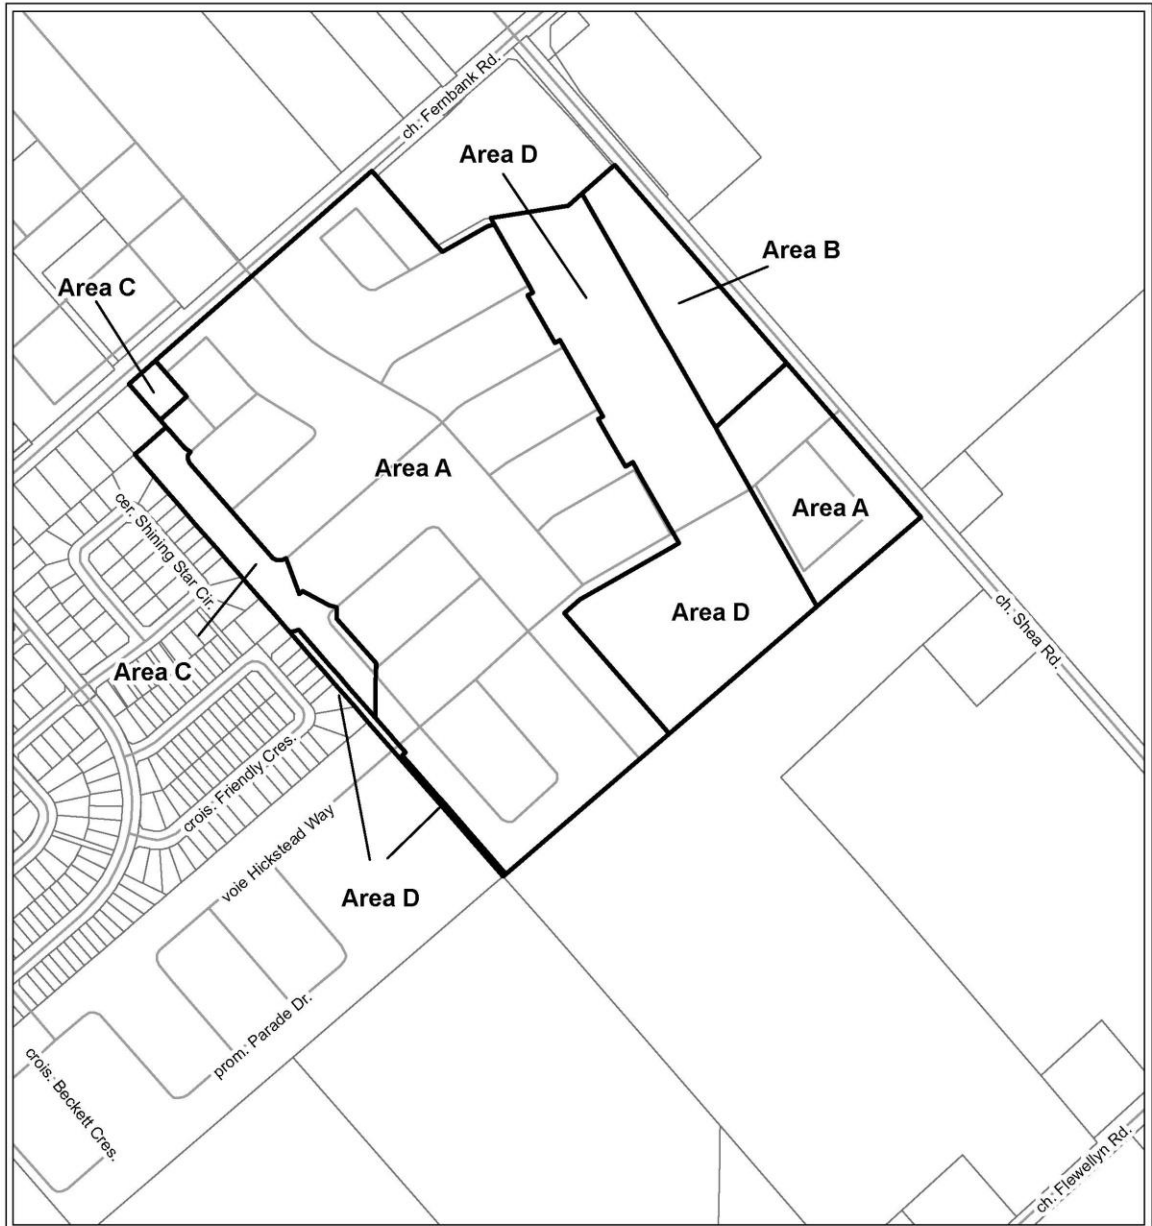 ch. Fernbank Rd.
Area D
Area B
Area C
Area A
Area A
cer. Shining Star Cir.
ch. Shea Rd.
Area D
Area C
crois. Friendly Cres.
voie Hickstead Way
Area D
prom. Parade Dr.
crois. Beckett Cres.
ch. Flewellyn Rd.